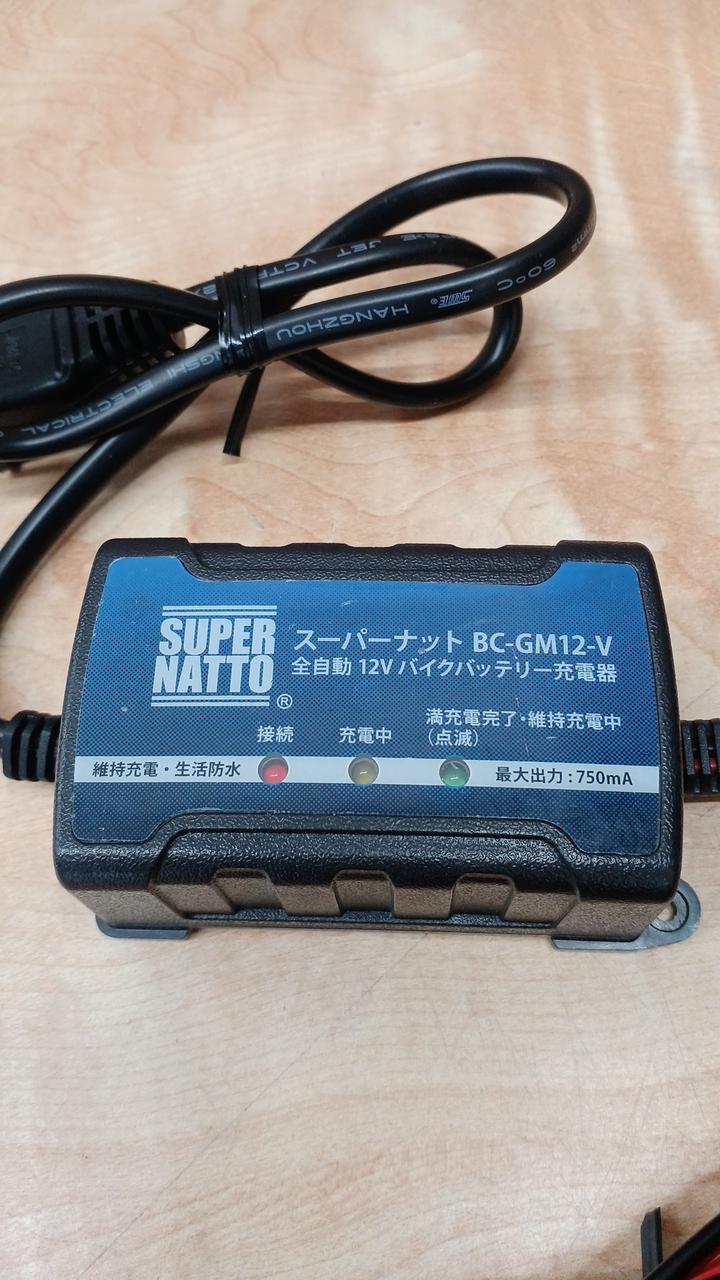 JET VCTF
60°C
HANGZHOU
ELECTRICAL
SUPER
NATTO
®
スーパーナット BC-GM12-V
全自動 12V バイクバッテリー充電器
接続
充電中
満充電完了・維持充電中
(点滅)
維持充電・生活防水
最大出力 : 750mA